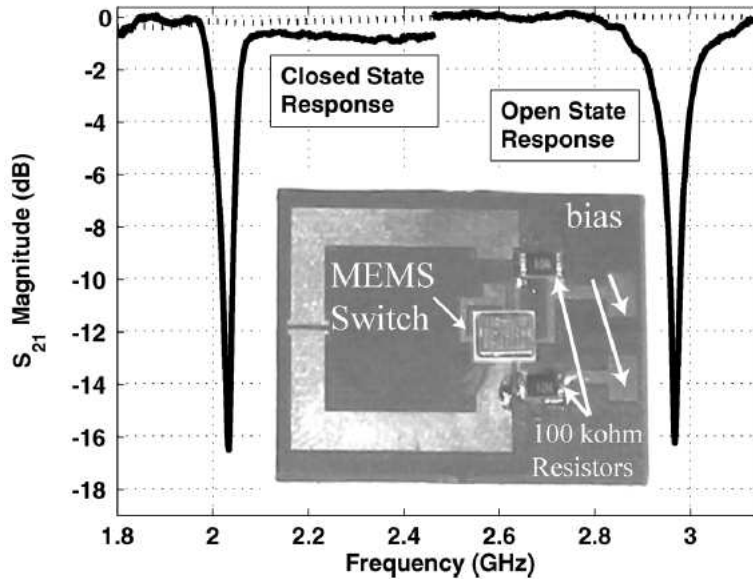 0
-2
-4
-6
-8
-10
-12
-14
-16
-18
S21 Magnitude (dB)
Closed State
Response
Open State
Response
bias
MEMS
Switch
100 kohm
Resistors
1.8
2
2.2
2.4
2.6
2.8
3
Frequency (GHz)